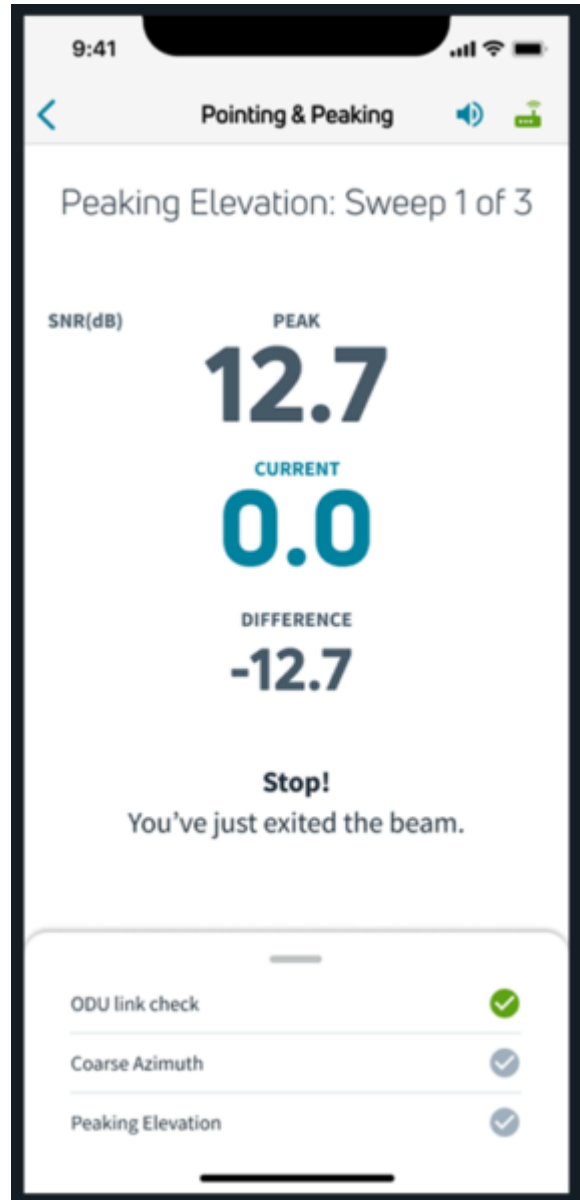 9:41
Pointing & Peaking
Peaking Elevation: Sweep 1 of 3
SNR(dB)
PEAK
12.7
CURRENT
0.0
DIFFERENCE
-12.7
Stop!
You’ve just exited the beam.
ODU link check
Coarse Azimuth
Peaking Elevation